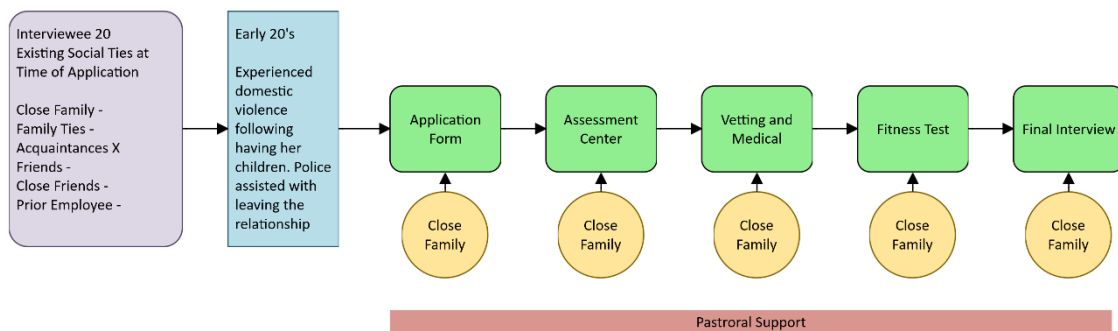 Interviewee 20
Existing Social Ties at
Time of Application
Close Family -
Family Ties -
Acquaintances X
Friends -
Close Friends -
Prior Employee -
Early 20's
Experienced
domestic
violence
following
having her
children. Police
assisted with
leaving the
relationship
Application
Form
Assessment
Center
Vetting and
Medical
Fitness Test
Final Interview
Close
Family
Close
Family
Close
Family
Close
Family
Close
Family
Pastroral Support